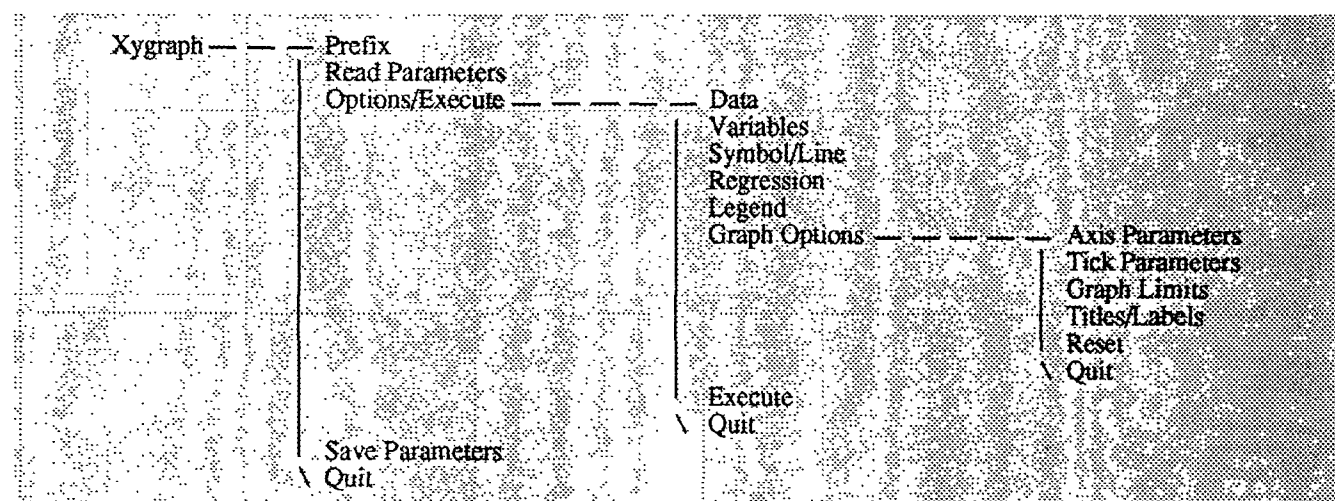 Xygraph — — — Prefix
Read Parameters
Options/Execute — — — — — Data
Variables
Symbol/Line
Regression
Legend
Graph Options — — — — — Axis Parameters
Tick Parameters
Graph Limits
Titles/Labels
Reset
\ Quit
Execute
\ Quit
Save Parameters
\ Quit